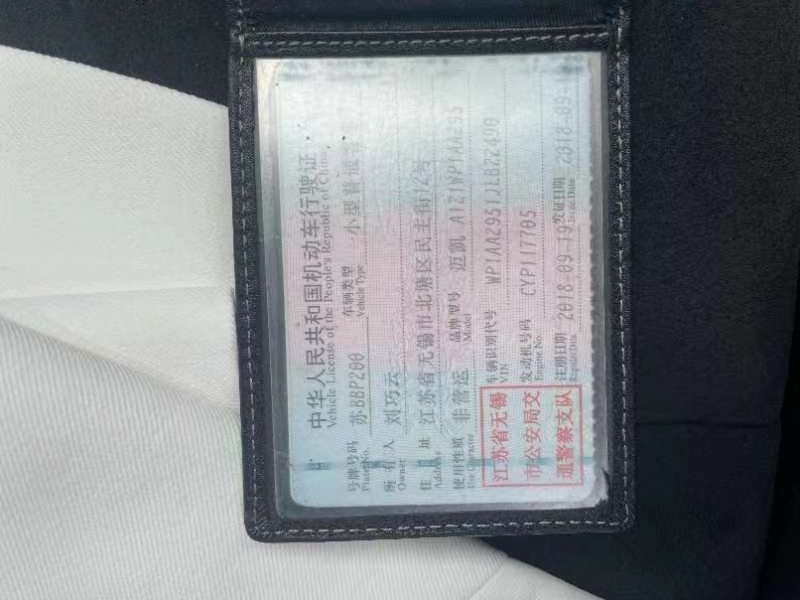 中华人民共和国机动车行驶证
Vehicle License of the People's Republic of China
号牌号码 苏BBP200 车辆类型 小型普通客
Plate No. Vehicle Type
所有人 刘巧云
Owner
住址 江苏省无锡市北塘区民主街12号
Address
使用性质 非营运 品牌型号 迈凯
Use Character Model
江苏省无锡
市公安局交
通警察支队
车辆识别代号
VIN
发动机号码 CYP117705
Engine No.
注册日期 2018-09-19 发证日期 2018-09-
Register Date Issue Date